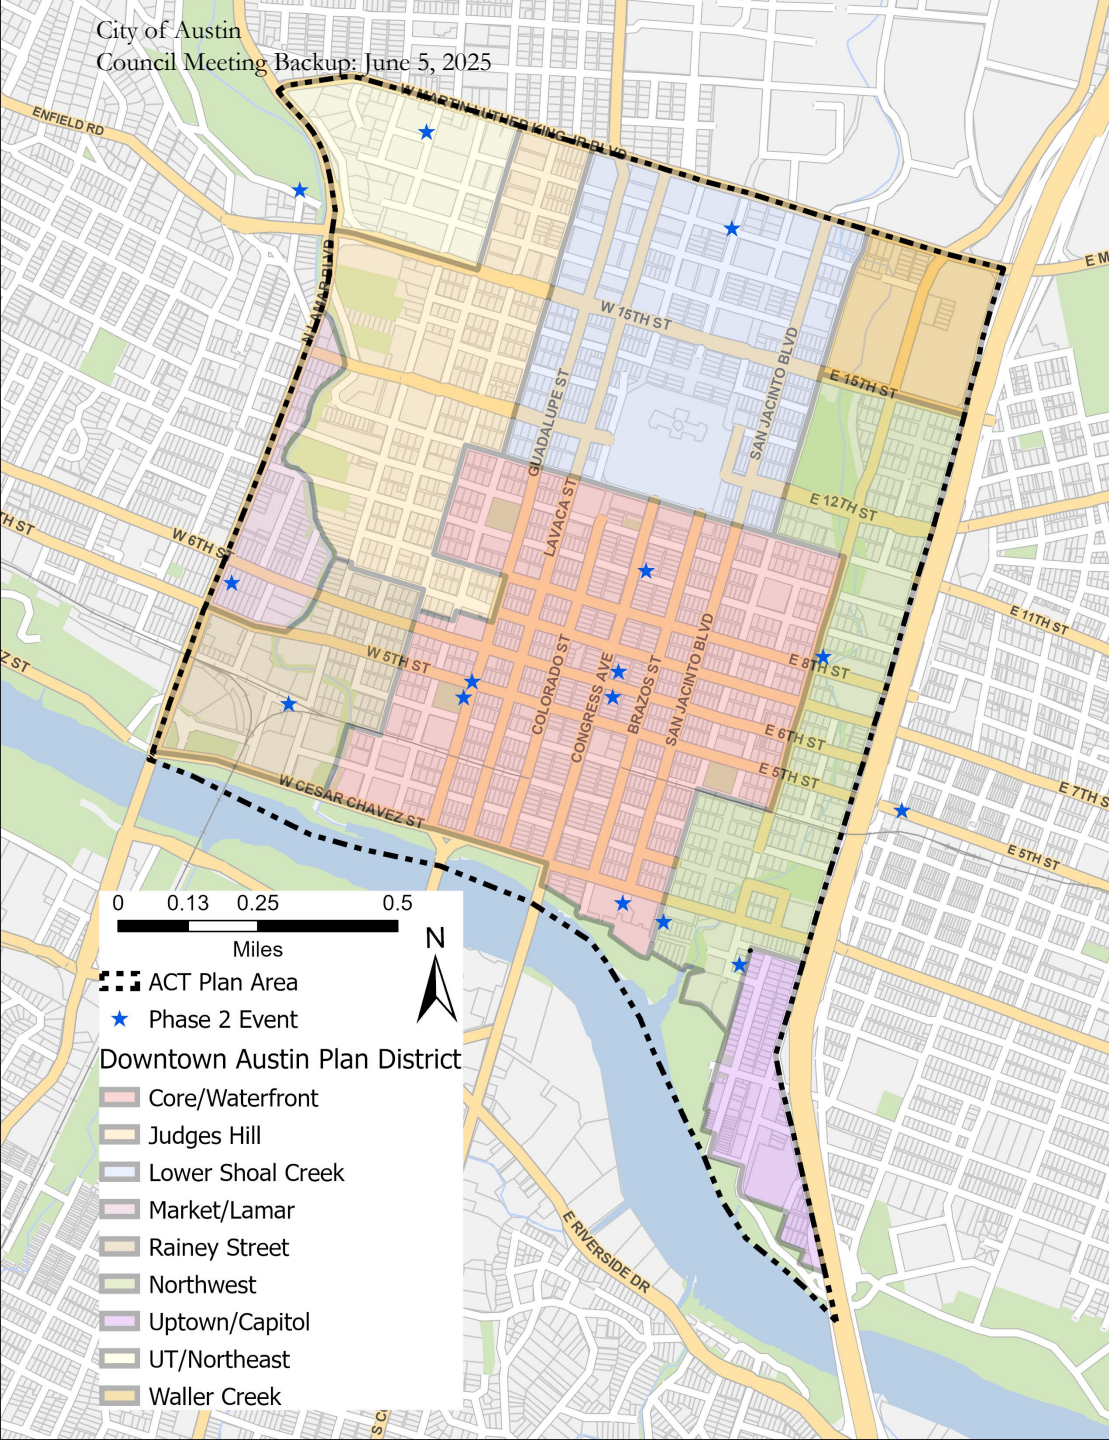 City of Austin
Council Meeting Backup: June 5, 2025
W MARTIN LUTHER KING JR BLVD
ENFIELD RD
N LAMAR BLVD
E M
W 15TH ST
E 15TH ST
GUADALUPE ST
SAN JACINTO BLVD
LAVACA ST
E 12TH ST
W 6TH ST
TH ST
E 11TH ST
Z ST
W 5TH ST
COLORADO ST
CONGRESS AVE
BRAZOS ST
SAN JACINTO BLVD
E 8TH ST
E 6TH ST
E 5TH ST
E 7TH S
E 5TH ST
W CESAR CHAVEZ ST
0 0.13 0.25 0.5
Miles
N
ACT Plan Area
Phase 2 Event
Downtown Austin Plan District
Core/Waterfront
Judges Hill
Lower Shoal Creek
Market/Lamar
Rainey Street
Northwest
Uptown/Capitol
UT/Northeast
Waller Creek
E RIVERSIDE DR
S C